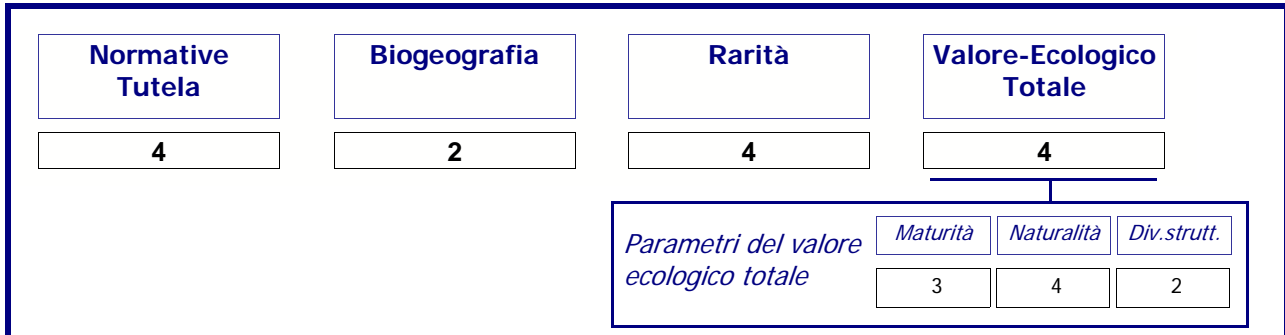 Normative Biogeografia Rarità Valore-Ecologico
Tutela Totale
4 2 4 4
Parametri del valore Maturità Naturalità Div.strutt.
ecologico totale 3 4 2